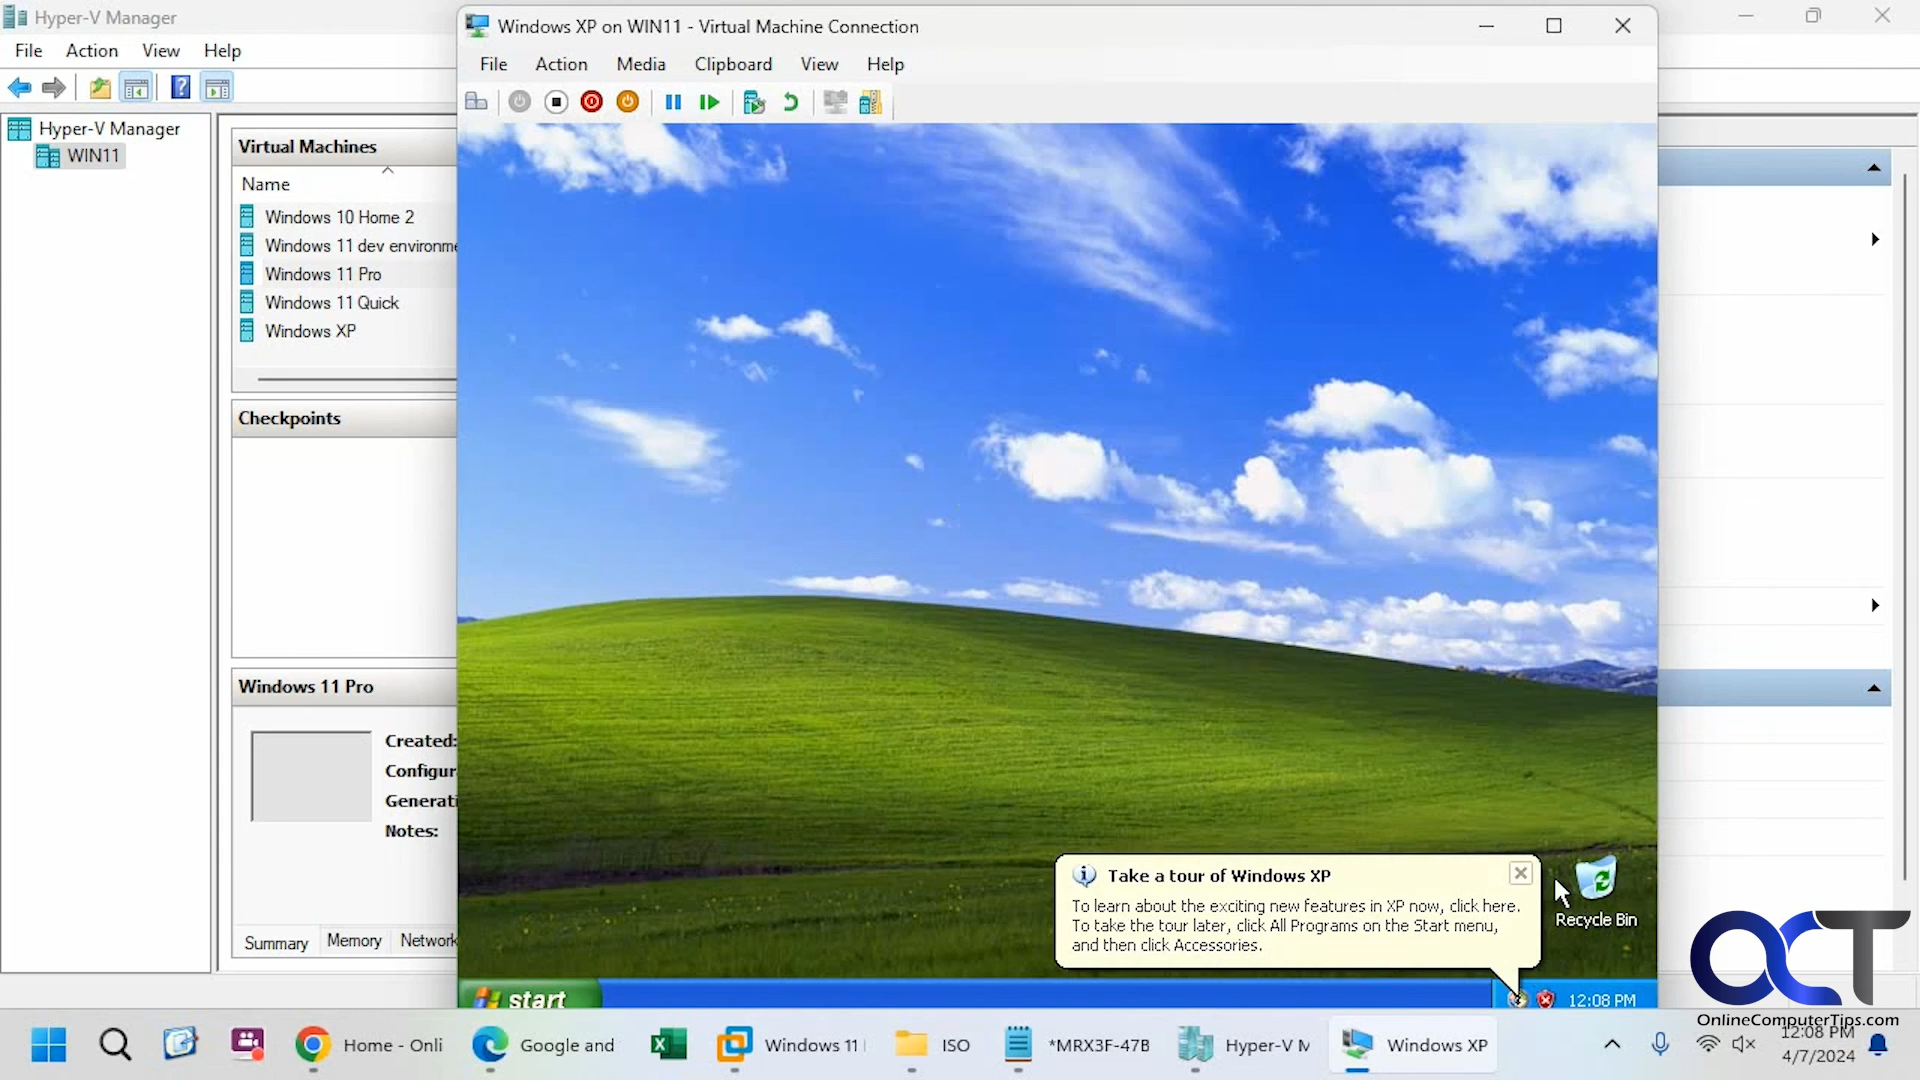 Hyper-V Manager
File Action View Help
Hyper-V Manager
WIN11
Virtual Machines
Name
Windows 10 Home 2
Windows 11 dev environme
Windows 11 Pro
Windows 11 Quick
Windows XP
Checkpoints
Windows 11 Pro
Created:
Configur
Generati
Notes:
Summary Memory Network
Windows XP on WIN11 - Virtual Machine Connection
File Action Media Clipboard View Help
Take a tour of Windows XP
To learn about the exciting new features in XP now, click here.
To take the tour later, click All Programs on the Start menu,
and then click Accessories.
Recycle Bin
start
12:08 PM
OCT
OnlineComputerTips.com
Home - Onli
Google and
Windows 11
ISO
*MRX3F-47B
Hyper-V M
Windows XP
12:08 PM
4/7/2024